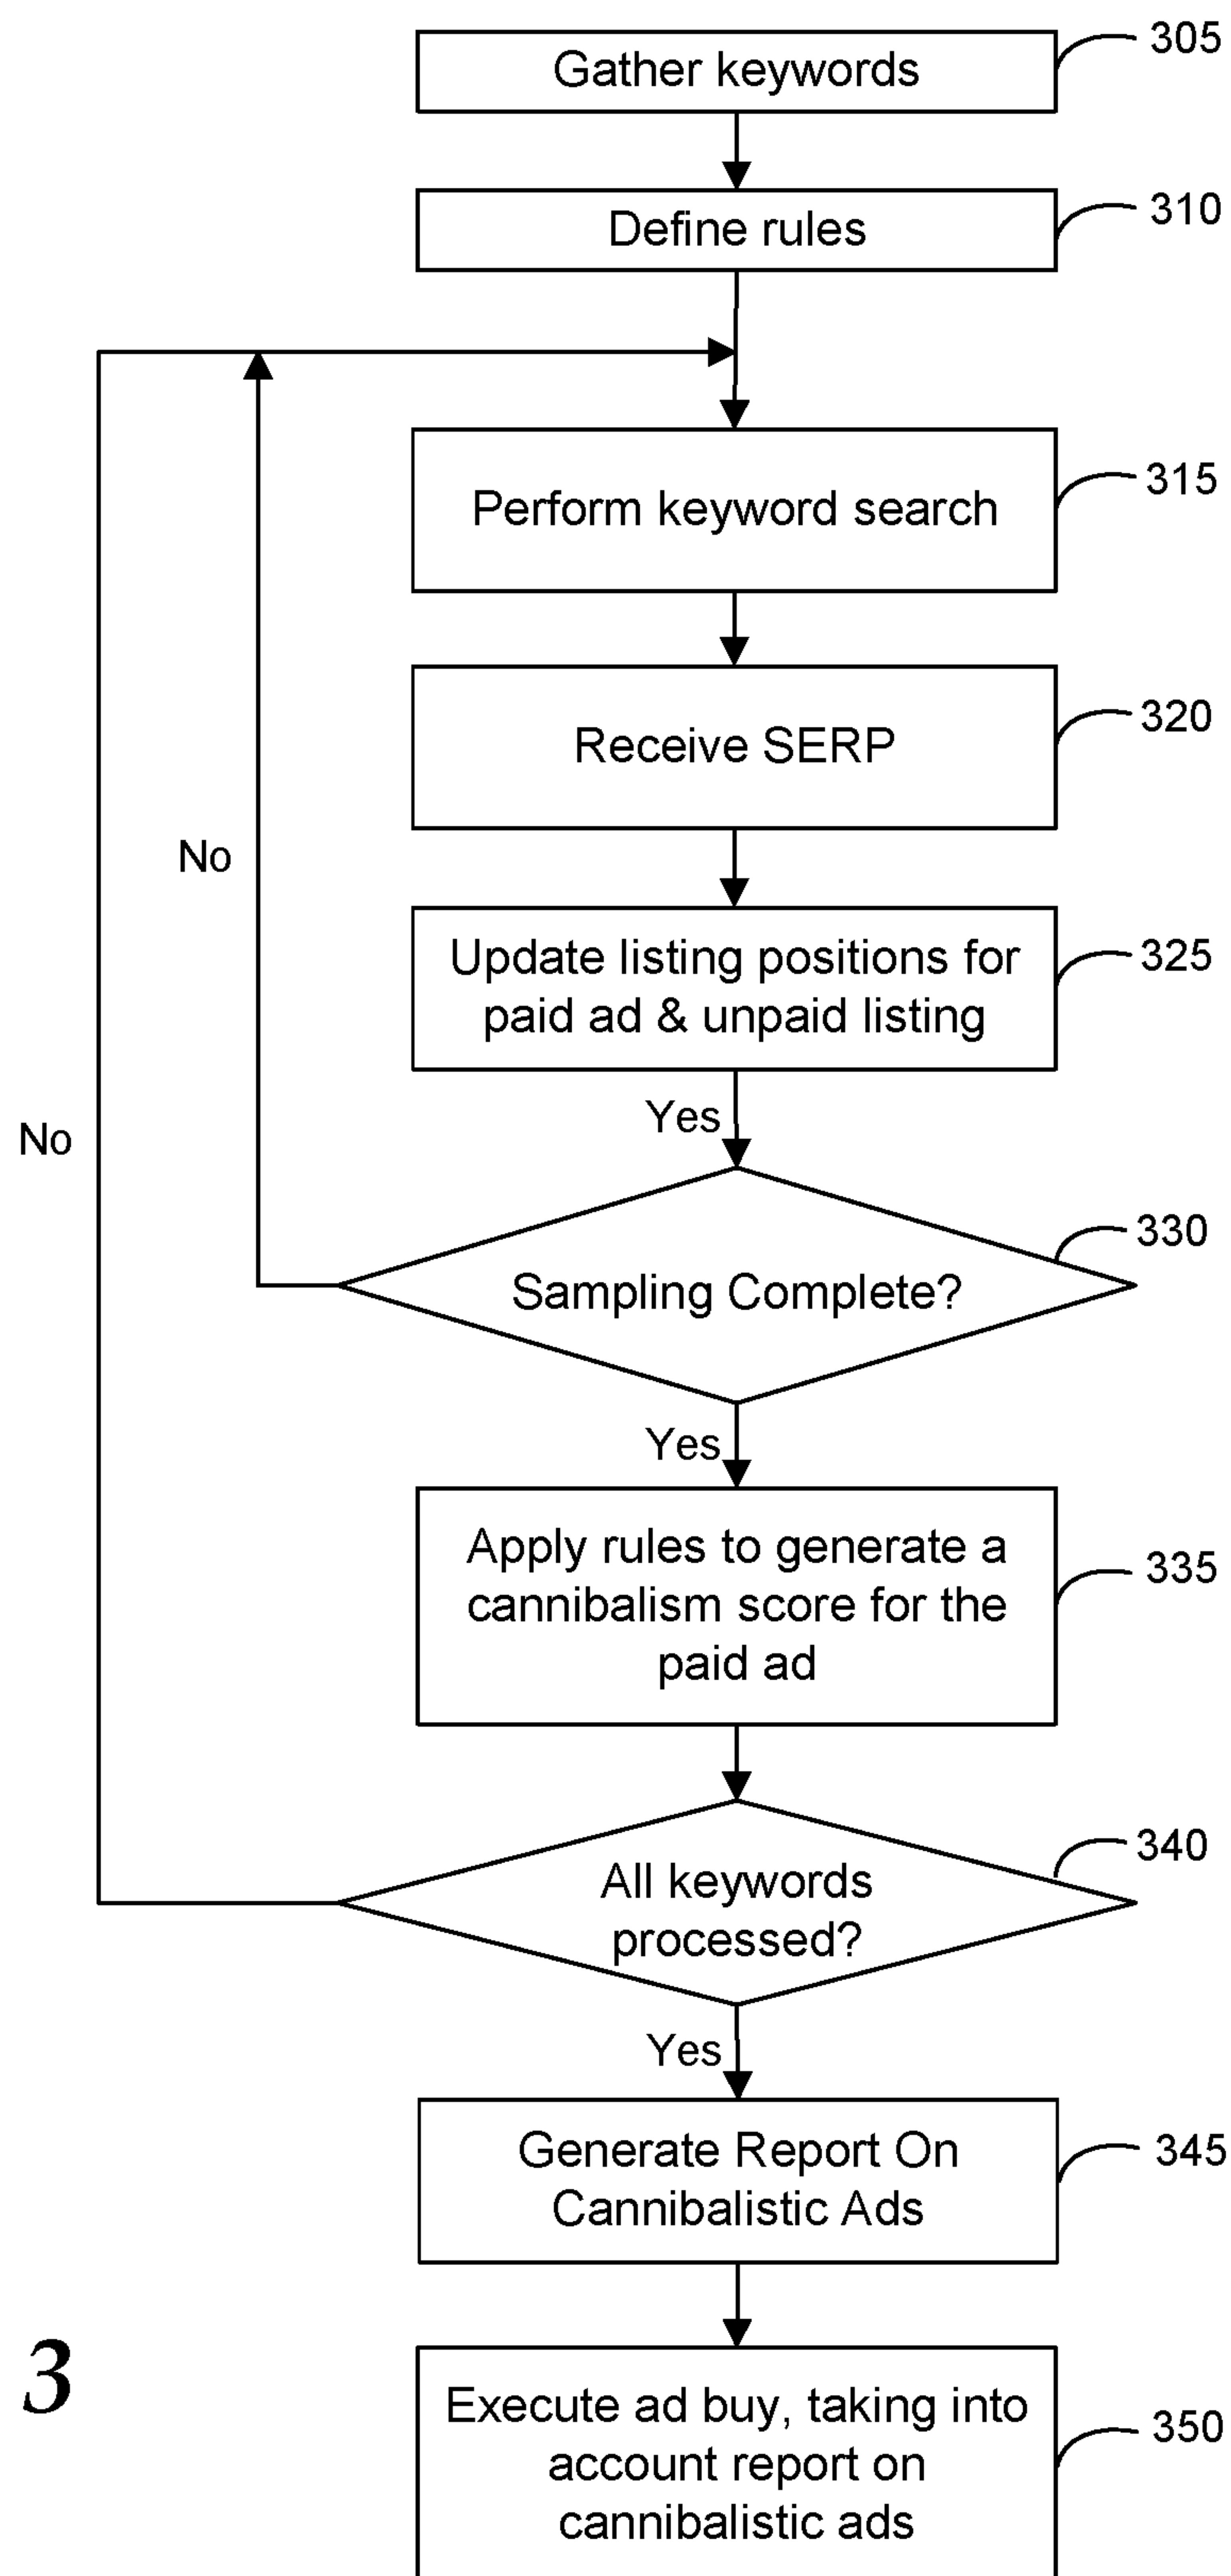 305
Gather keywords
310
Define rules
315
Perform keyword search
320
Receive SERP
No
325
Update listing positions for
paid ad & unpaid listing
No
Yes
330
Sampling Complete?
Yes
335
Apply rules to generate a
cannibalism score for the
paid ad
340
All keywords
processed?
Yes
345
Generate Report On
Cannibalistic Ads
3
350
Execute ad buy, taking into
account report on
cannibalistic ads